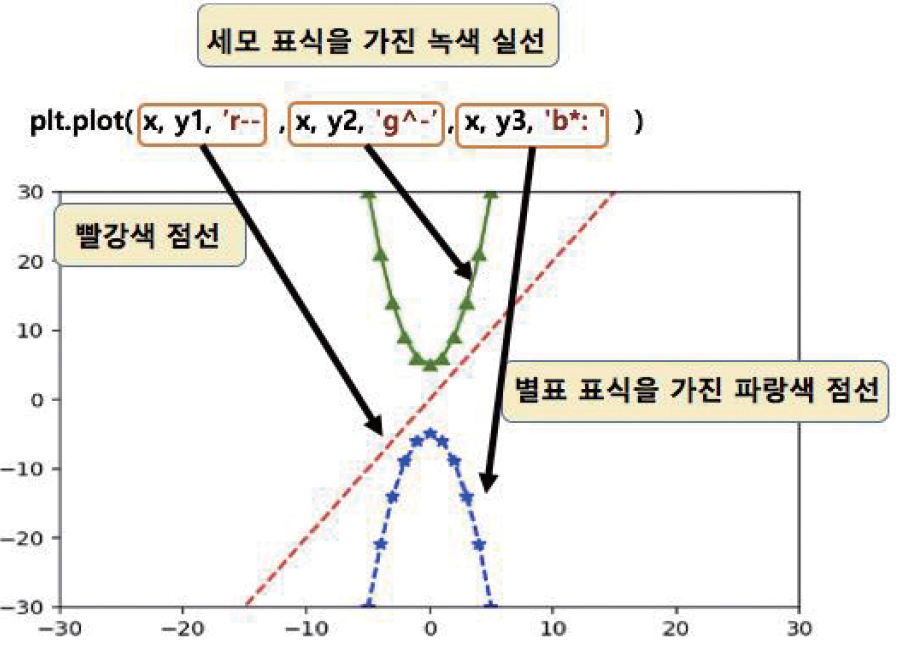 세모 표식을 가진 녹색 실선
plt.plot( x, y1, 'r-- , x, y2, 'g^-' , x, y3, 'b*: ' )
30
빨강색 점선
20
10
별표 표식을 가진 파랑색 점선
0
−10
−20
−30
−30 −20 −10 0 10 20 30